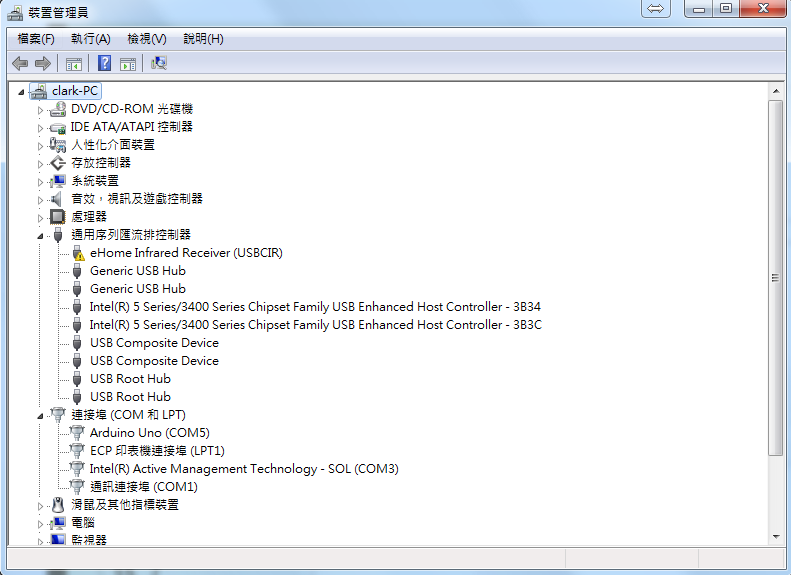 裝置管理員
檔案(F) 執行(A) 檢視(V) 說明(H)
clark-PC
DVD/CD-ROM 光碟機
IDE ATA/ATAPI 控制器
人性化介面裝置
存放控制器
系統裝置
音效，視訊及遊戲控制器
處理器
通用序列匯流排控制器
eHome Infrared Receiver (USBCIR)
Generic USB Hub
Generic USB Hub
Intel(R) 5 Series/3400 Series Chipset Family USB Enhanced Host Controller - 3B34
Intel(R) 5 Series/3400 Series Chipset Family USB Enhanced Host Controller - 3B3C
USB Composite Device
USB Composite Device
USB Root Hub
USB Root Hub
連接埠 (COM 和 LPT)
Arduino Uno (COM5)
ECP 印表機連接埠 (LPT1)
Intel(R) Active Management Technology - SOL (COM3)
通訊連接埠 (COM1)
滑鼠及其他指標裝置
電腦
監視器